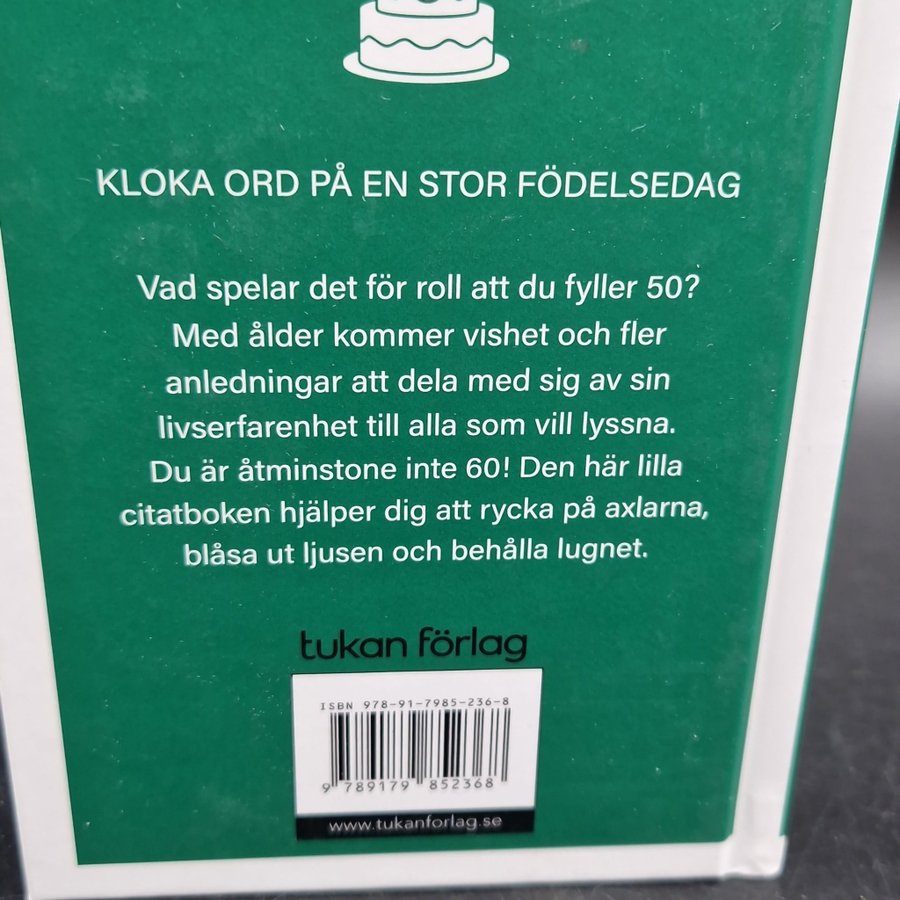 KLOKA ORD PÅ EN STOR FÖDELSEDAG
Vad spelar det för roll att du fyller 50?
Med ålder kommer vishet och fler
anledningar att dela med sig av sin
livserfarenhet till alla som vill lyssna.
Du är åtminstone inte 60! Den här lilla
citatboken hjälper dig att rycka på axlarna,
blåsa ut ljusen och behålla lugnet.
tukan förlag
ISBN 978-91-7985-236-8
9 789179 852368
www.tukanforlag.se